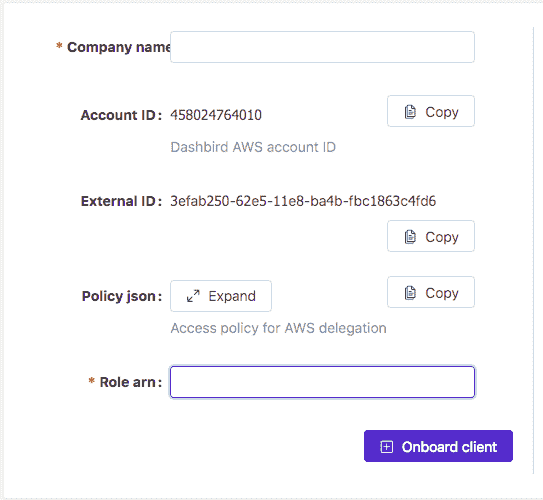 * Company name
Account ID: 458024764010 Copy
Dashbird AWS account ID
External ID: 3efab250-62e5-11e8-ba4b-fbc1863c4fd6
Copy
Policy json: Expand Copy
Access policy for AWS delegation
* Role arn:
Onboard client